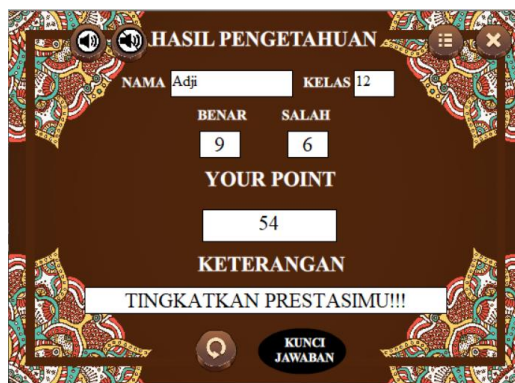 HASIL PENGETAHUAN
NAMA Adji KELAS 12
BENAR SALAH
9 6
YOUR POINT
54
KETERANGAN
TINGKATKAN PRESTASIMU!!!
KUNCI
JAWABAN